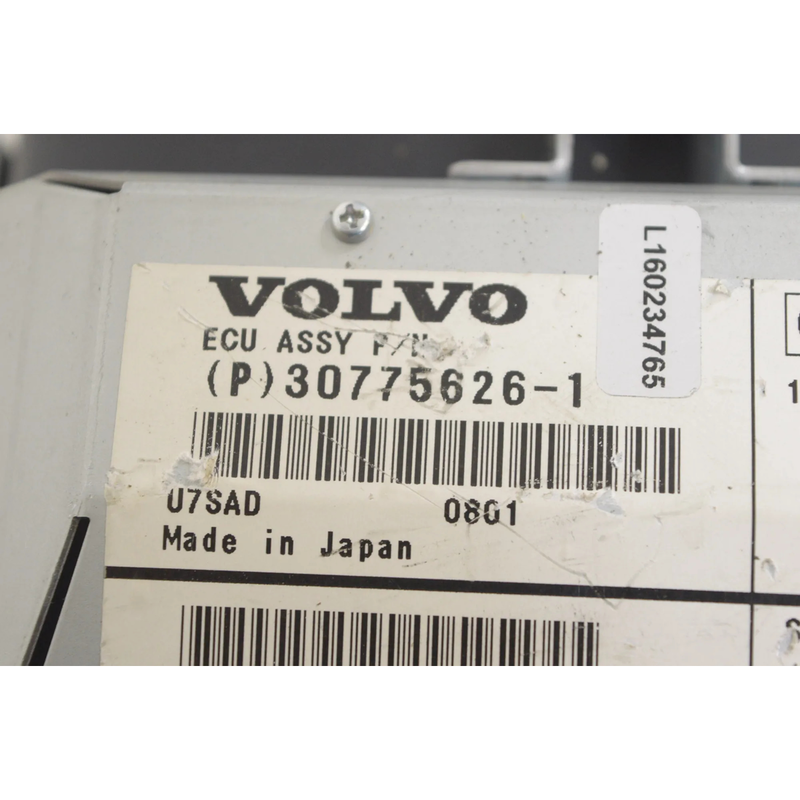 VOLVO
ECU ASSY P/N
(P)30775626-1
L160234765
U7SAD 0801
Made in Japan